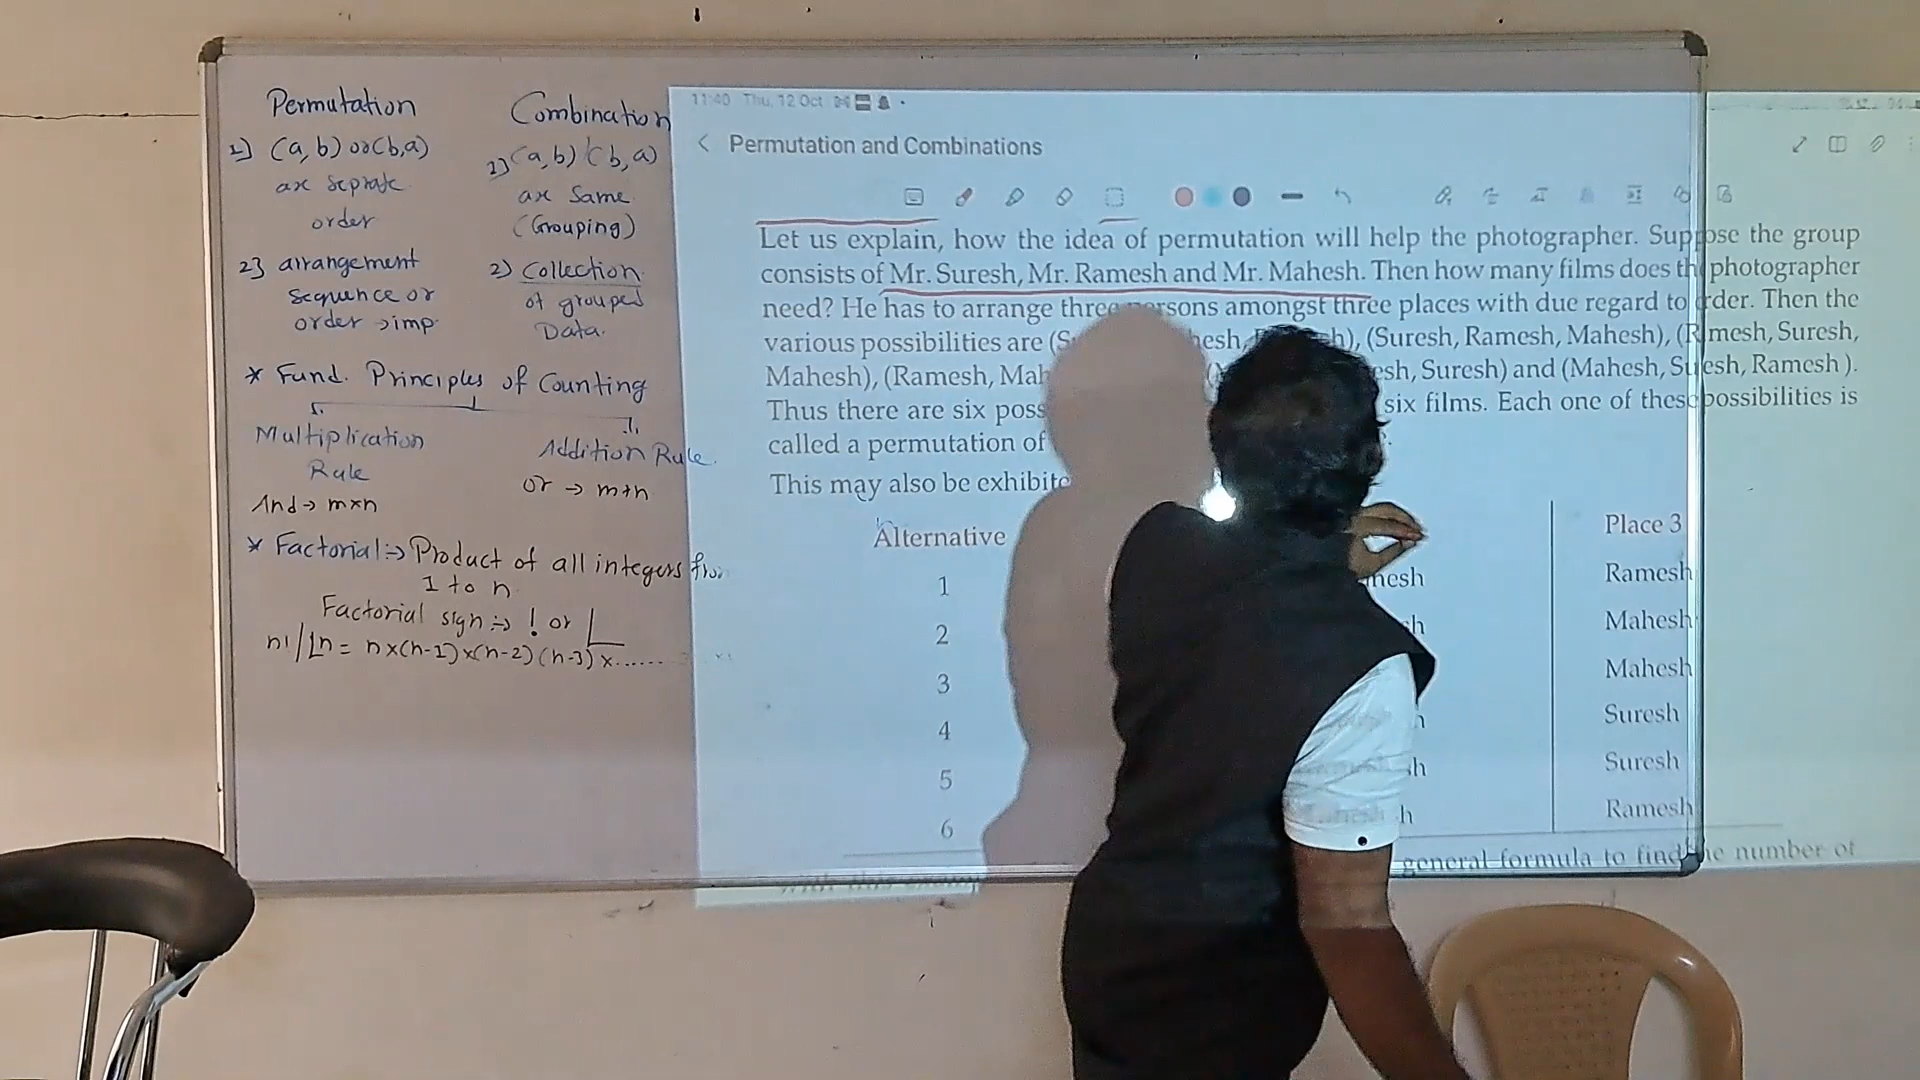 Permutation
1) (a, b) or (b, a)
are seprate
order
2) arrangement
sequence or
order → imp
Combination
1) (a, b) (b, a)
are Same
(Grouping)
2) Collection
of grouped
Data.
* Fund. Principles of Counting
Multiplication
Rule
And → m×n
Addition Rule.
or → m+n
* Factorial :→ Product of all integers
1 to n
Factorial sign :→ ! or
n!/|n = n×(n-1)×(n-2)(n-3)×......
11:40 Thu, 12 Oct
< Permutation and Combinations
Let us explain, how the idea of permutation will help the photographer. Suppose the group
consists of Mr. Suresh, Mr. Ramesh and Mr. Mahesh. Then how many films does photographer
need? He has to arrange three amongst three places with due regard to order. Then the
various possibilities are (Suresh, Ramesh, Mahesh), (Ramesh, Suresh,
Mahesh), (Ramesh, Suresh) and (Mahesh, Suresh, Ramesh).
Thus there are six six films. Each one of these possibilities is
called a permutation of
This may also be
Alternative Place 3
1 Ramesh
2 Mahesh
3 Mahesh
4 Suresh
5 Suresh
6 Ramesh
general formula to find the number of